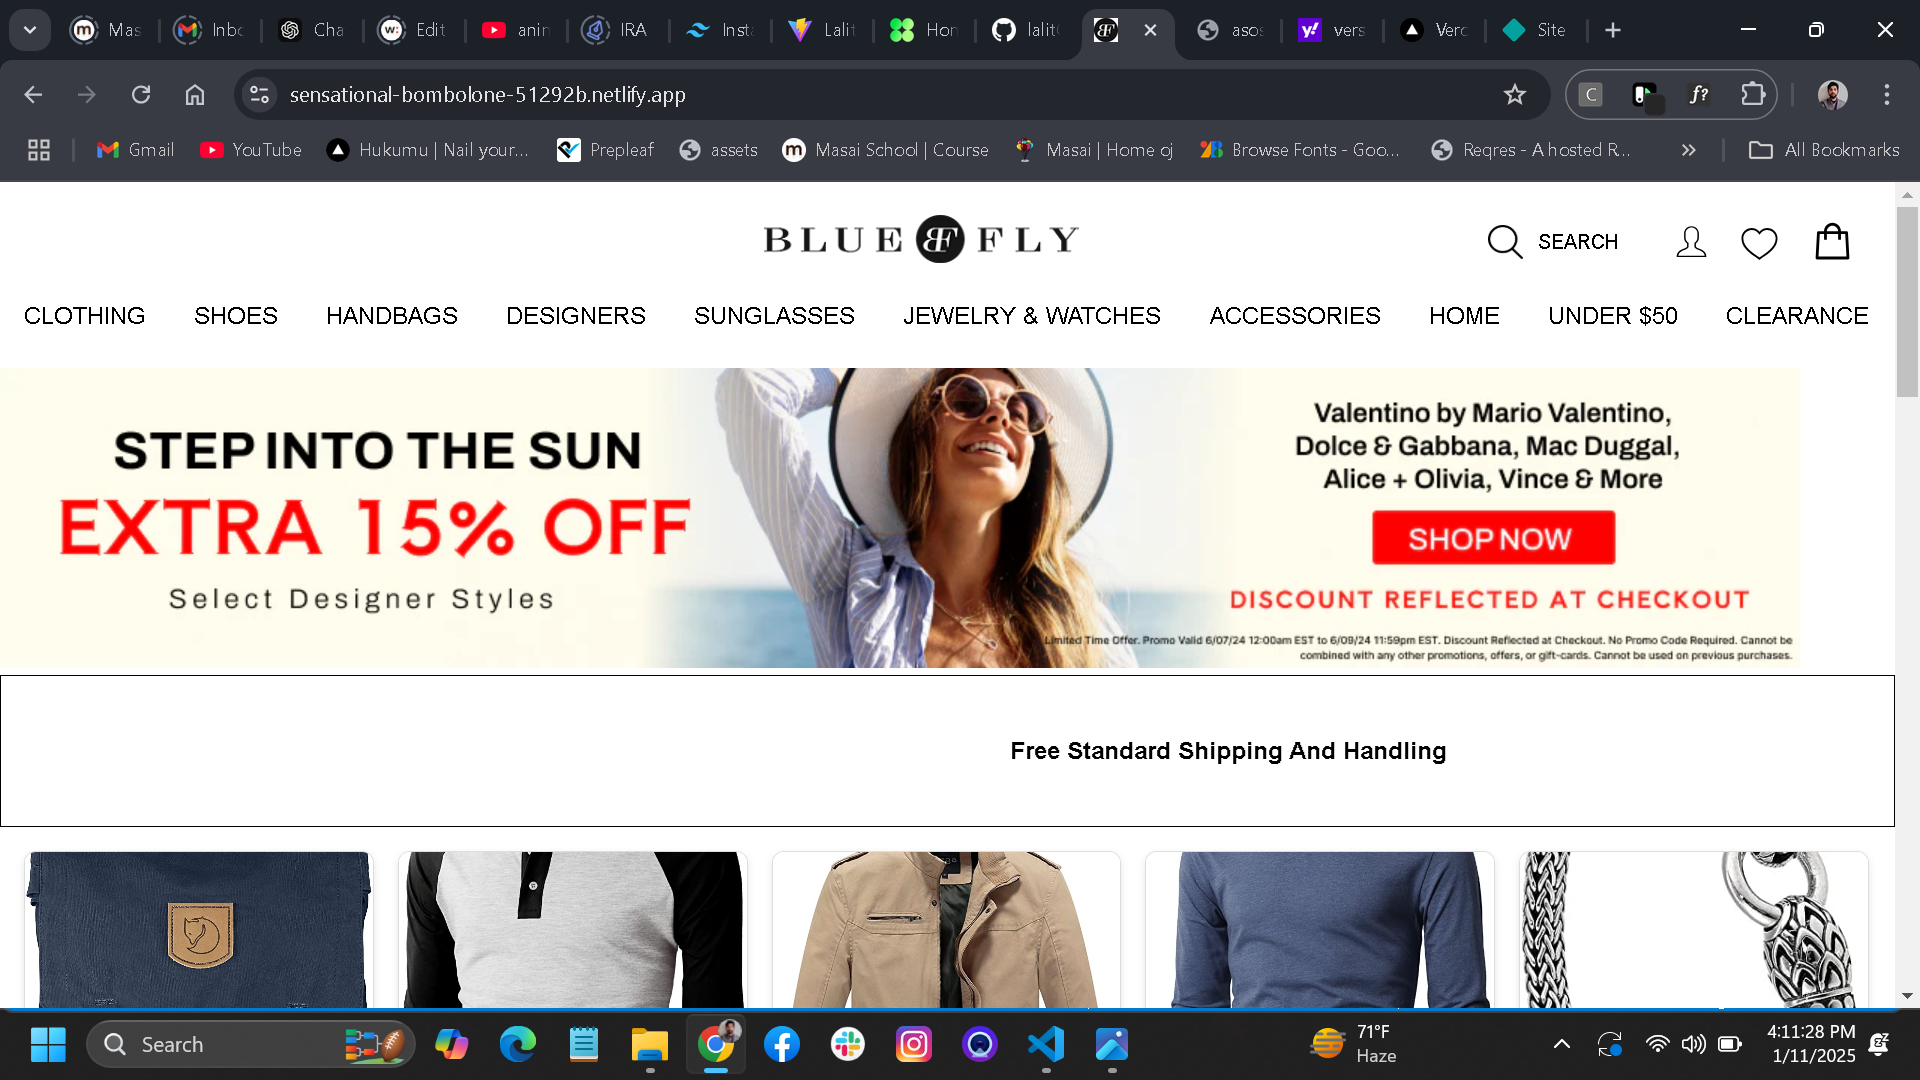 Mas
Inbo
Cha
Edit
anin
IRA
Insta
Lalit
Hon
lalit
asos
vers
Verc
Site
sensational-bombolone-51292b.netlify.app
Gmail
YouTube
Hukumu | Nail your...
Prepleaf
assets
Masai School | Course
Masai | Home oj
Browse Fonts - Goo...
Reqres - A hosted R...
All Bookmarks
BLUE BF FLY
SEARCH
CLOTHING
SHOES
HANDBAGS
DESIGNERS
SUNGLASSES
JEWELRY & WATCHES
ACCESSORIES
HOME
UNDER $50
CLEARANCE
STEP INTO THE SUN
EXTRA 15% OFF
Select Designer Styles
Valentino by Mario Valentino,
Dolce & Gabbana, Mac Duggal,
Alice + Olivia, Vince & More
SHOP NOW
DISCOUNT REFLECTED AT CHECKOUT
Limited Time Offer. Promo Valid 6/07/24 12:00am EST to 6/09/24 11:59pm EST. Discount Reflected at Checkout. No Promo Code Required. Cannot be
combined with any other promotions, offers, or gift-cards. Cannot be used on previous purchases.
Free Standard Shipping And Handling
Search
71°F
Haze
4:11:28 PM
1/11/2025